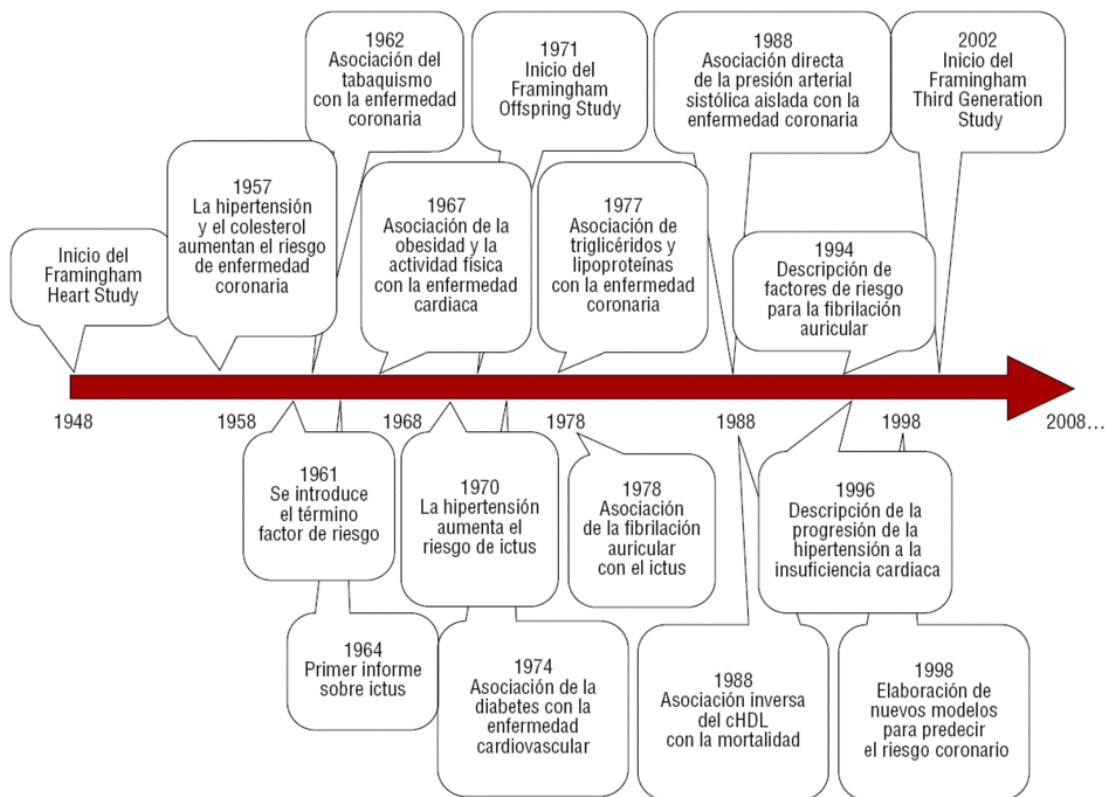 1962
Asociación del
tabaquismo
con la enfermedad
coronaria
1971
Inicio del
Framingham
Offspring Study
1988
Asociación directa
de la presión arterial
sistólica aislada con la
enfermedad coronaria
2002
Inicio del
Framingham
Third Generation
Study
Inicio del
Framingham
Heart Study
1957
La hipertensión
y el colesterol
aumentan el riesgo
de enfermedad
coronaria
1967
Asociación de la
obesidad y la
actividad física
con la enfermedad
cardiaca
1977
Asociación de
triglicéridos y
lipoproteínas
con la enfermedad
coronaria
1994
Descripción de
factores de riesgo
para la fibrilación
auricular
1948
1958
1968
1978
1988
1998
2008...
1961
Se introduce
el término
factor de riesgo
1970
La hipertensión
aumenta el
riesgo de ictus
1978
Asociación
de la fibrilación
auricular
con el ictus
1996
Descripción de la
progresión de la
hipertensión a la
insuficiencia cardiaca
1964
Primer informe
sobre ictus
1974
Asociación de la
diabetes con la
enfermedad
cardiovascular
1988
Asociación inversa
del cHDL
con la mortalidad
1998
Elaboración de
nuevos modelos
para predecir
el riesgo coronario